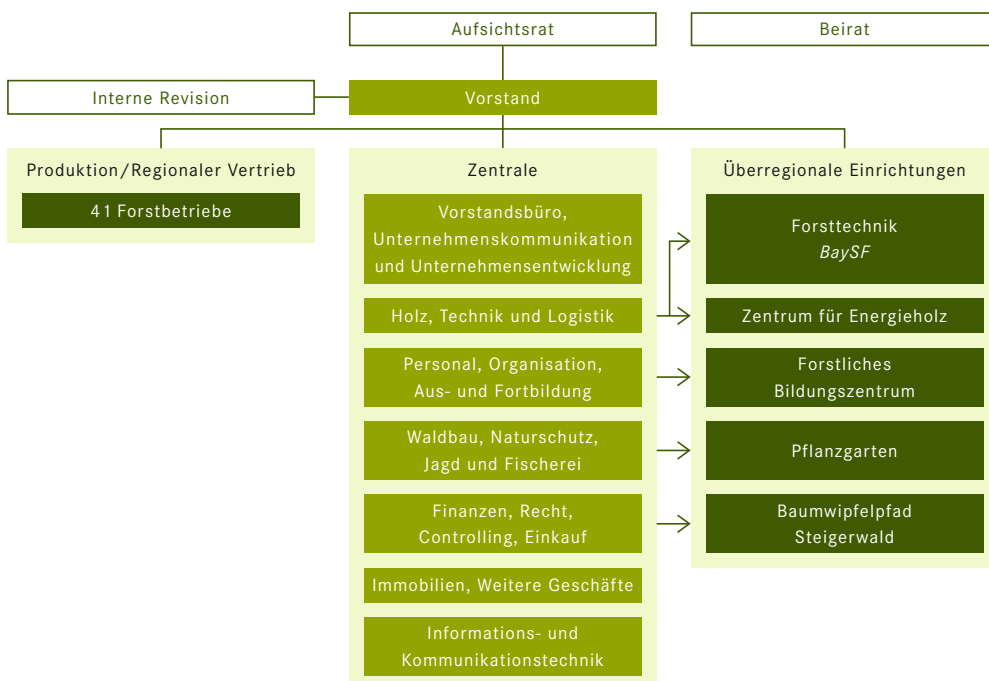 Aufsichtsrat
Beirat
Interne Revision
Vorstand
Produktion/Regionaler Vertrieb
41 Forstbetriebe
Zentrale
Vorstandsbüro,
Unternehmenskommunikation
und Unternehmensentwicklung
Holz, Technik und Logistik
Personal, Organisation,
Aus- und Fortbildung
Waldbau, Naturschutz,
Jagd und Fischerei
Finanzen, Recht,
Controlling, Einkauf
Immobilien, Weitere Geschäfte
Informations- und
Kommunikationstechnik
Überregionale Einrichtungen
Forsttechnik
BaySF
Zentrum für Energieholz
Forstliches
Bildungszentrum
Pflanzgarten
Baumwipfelpfad
Steigerwald